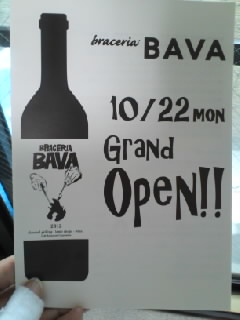 braceria BAVA
10/22 MON
Grand
Open!!
BRACERIA
BAVA